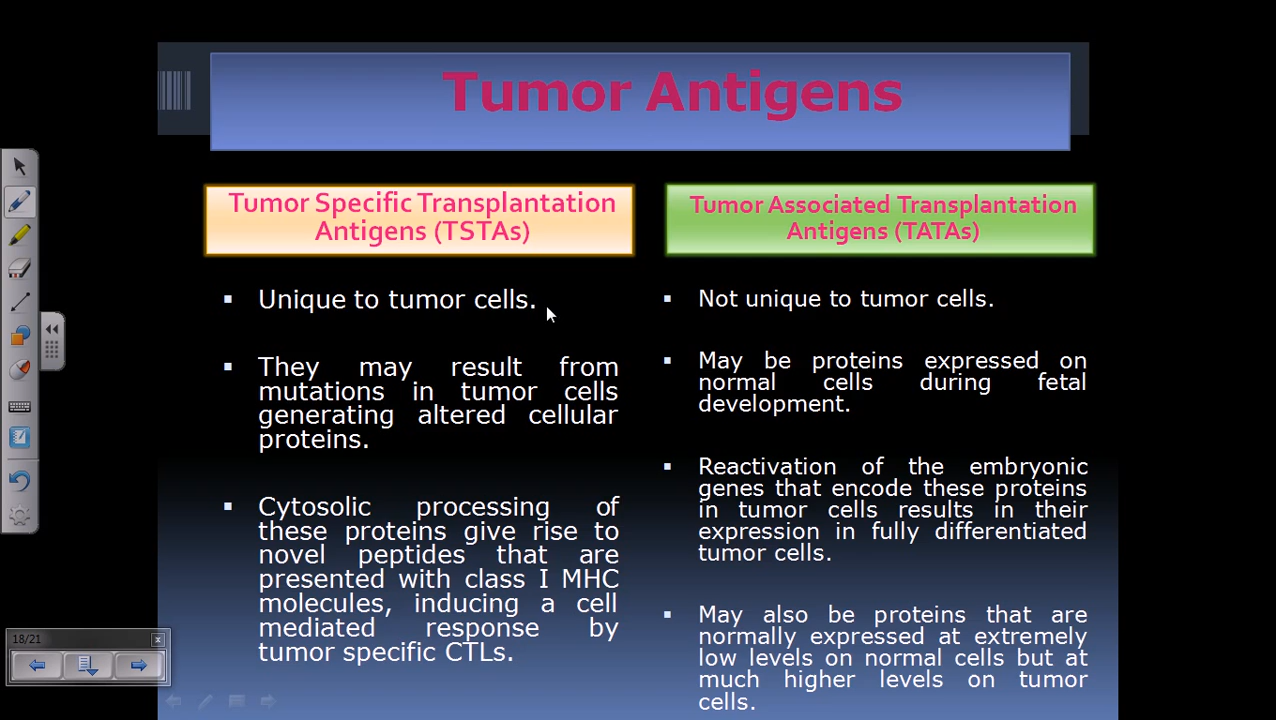 Tumor Antigens
Tumor Specific Transplantation
Antigens (TSTAs)
▪ Unique to tumor cells.
▪ They may result from
mutations in tumor cells
generating altered cellular
proteins.
▪ Cytosolic processing of
these proteins give rise to
novel peptides that are
presented with class I MHC
molecules, inducing a cell
mediated response by
tumor specific CTLs.
Tumor Associated Transplantation
Antigens (TATAs)
▪ Not unique to tumor cells.
▪ May be proteins expressed on
normal cells during fetal
development.
▪ Reactivation of the embryonic
genes that encode these proteins
in tumor cells results in their
expression in fully differentiated
tumor cells.
▪ May also be proteins that are
normally expressed at extremely
low levels on normal cells but at
much higher levels on tumor
cells.
18/21
x